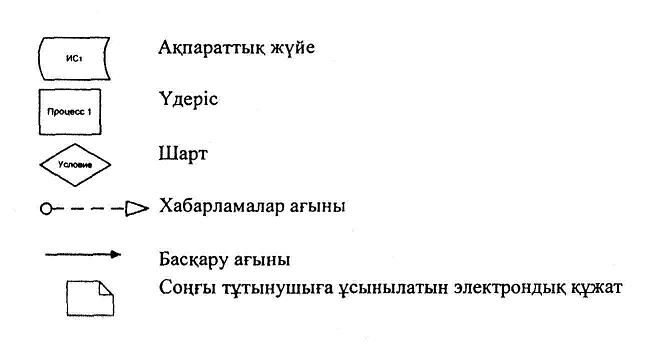 ИС1 Ақпараттық жүйе
Процесс 1 Үдеріс
Условие Шарт
Хабарламалар ағыны
Басқару ағыны
Соңғы тұтынушыға ұсынылатын электрондық құжат